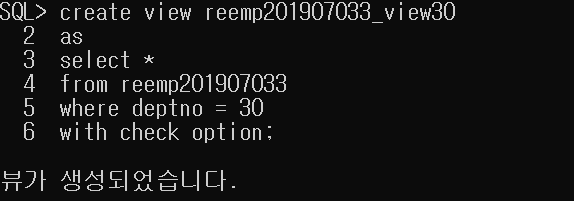 SQL> create view reemp201907033_view30
2 as
3 select *
4 from reemp201907033
5 where deptno = 30
6 with check option;
뷰가 생성되었습니다.